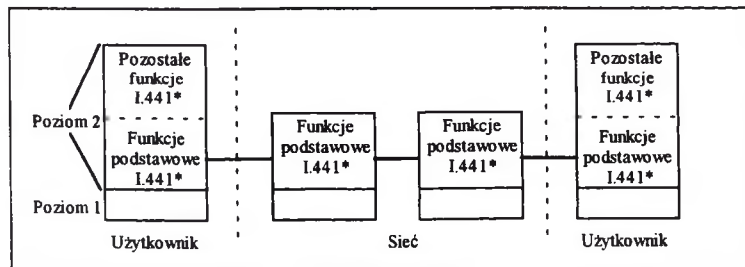 Pozostałe
funkcje
I.441*
Poziom 2
Funkcje
podstawowe
I.441*
Poziom 1
Użytkownik
Funkcje
podstawowe
I.441*
Funkcje
podstawowe
I.441*
Sieć
Pozostałe
funkcje
I.441*
Funkcje
podstawowe
I.441*
Użytkownik